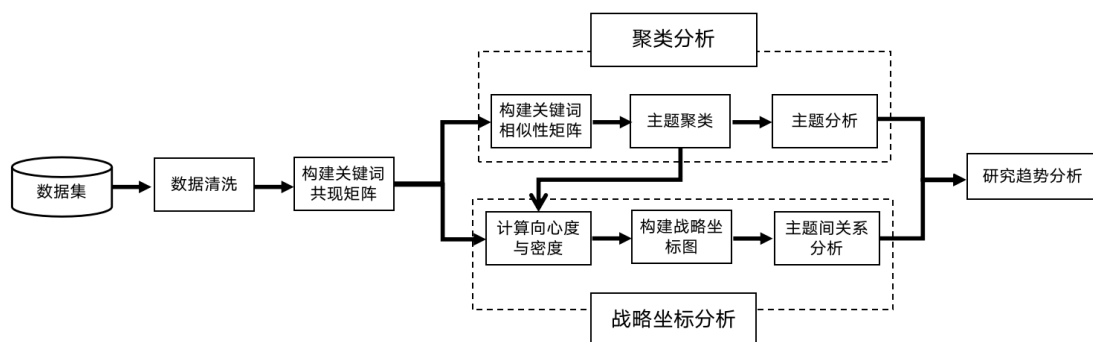 聚类分析
构建关键词
相似性矩阵
主题聚类
主题分析
数据集
数据清洗
构建关键词
共现矩阵
研究趋势分析
计算向心度
与密度
构建战略坐
标图
主题间关系
分析
战略坐标分析